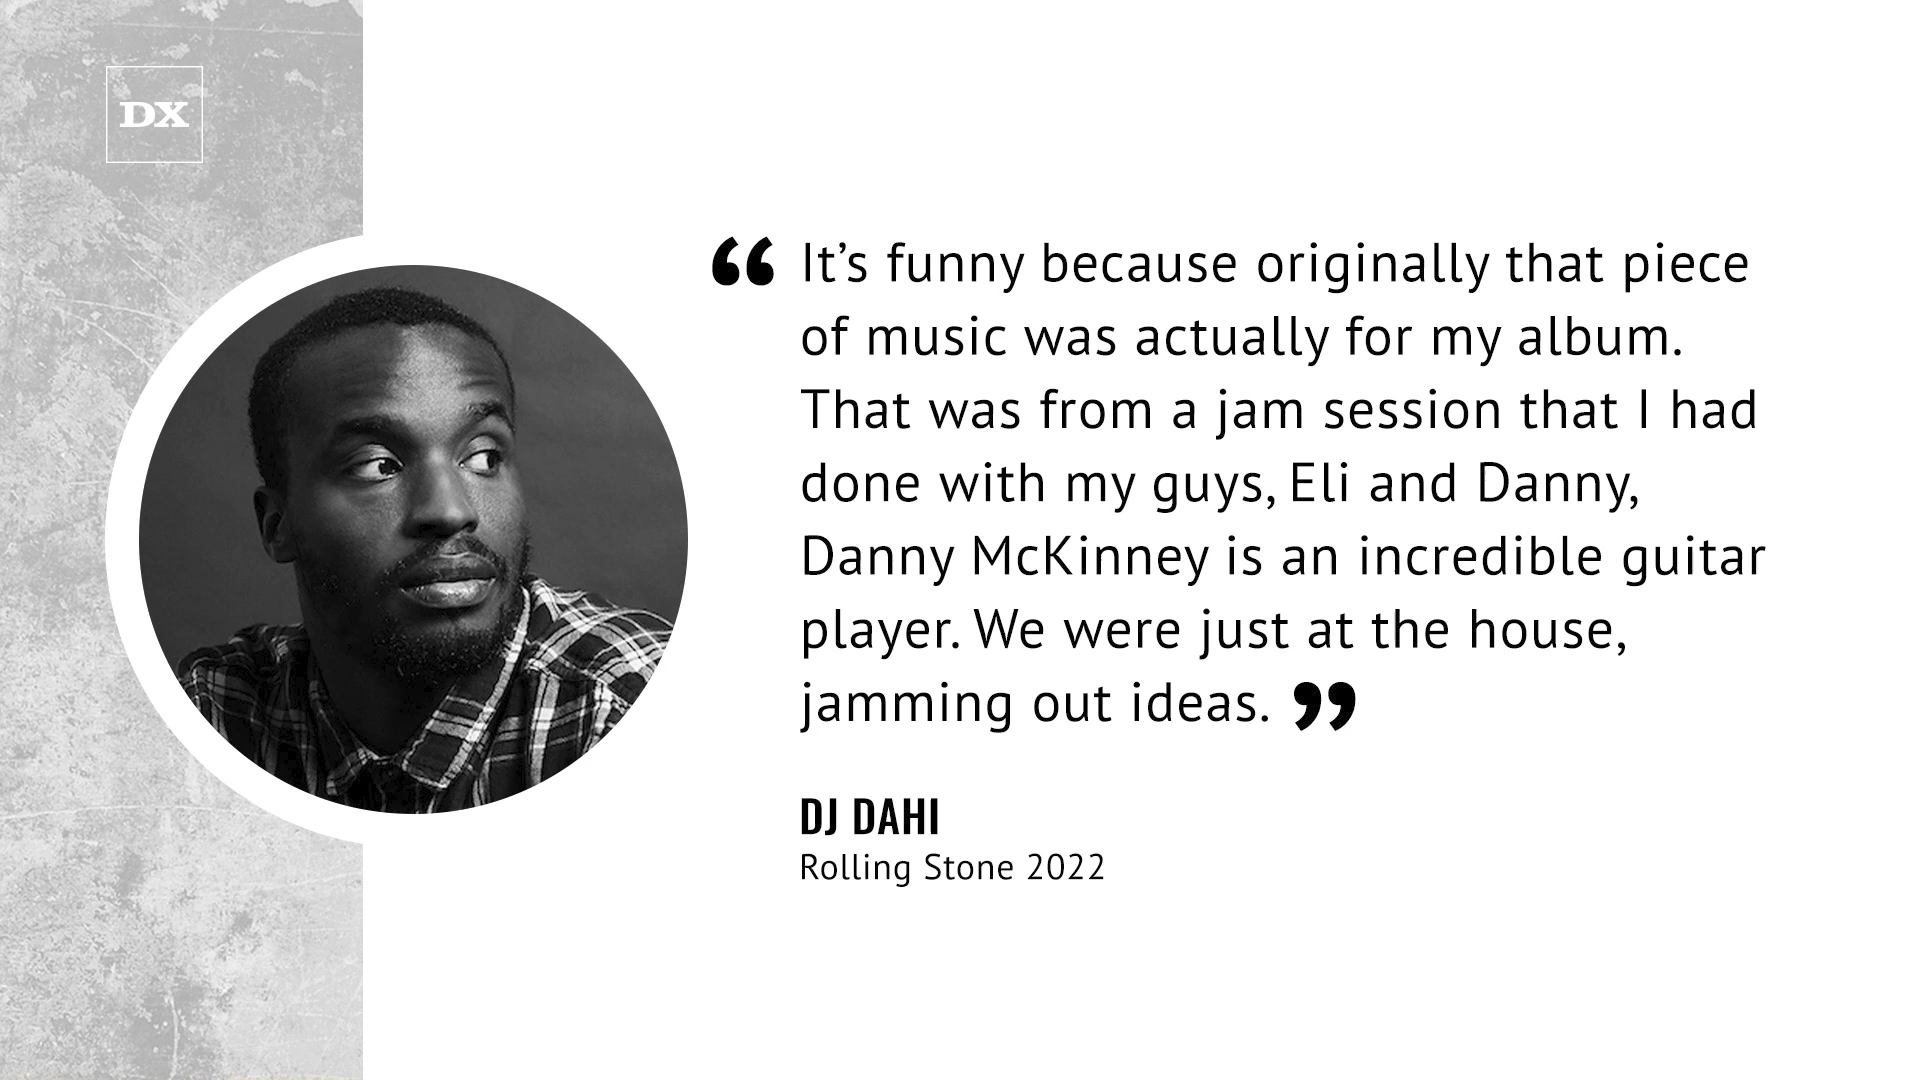 DX
“It’s funny because originally that piece
of music was actually for my album.
That was from a jam session that I had
done with my guys, Eli and Danny,
Danny McKinney is an incredible guitar
player. We were just at the house,
jamming out ideas.”
DJ DAHI
Rolling Stone 2022